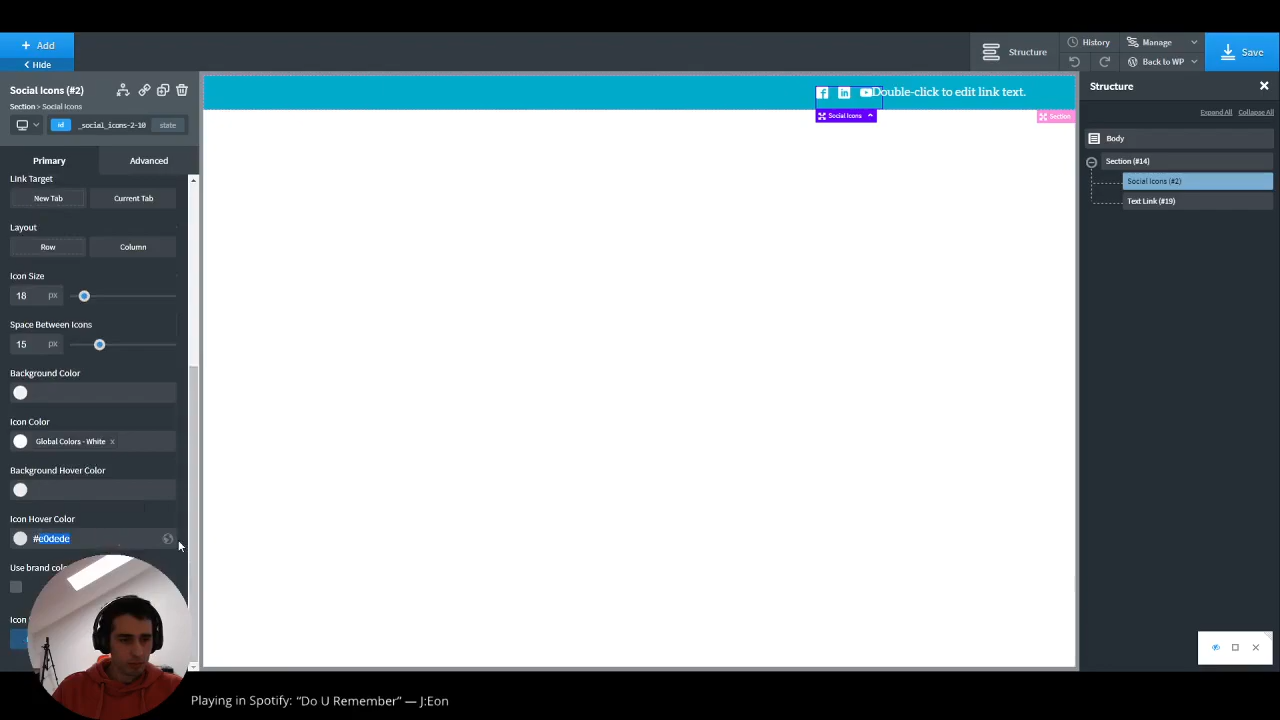 Add
Hide
Structure
History
Manage
Back to WP
Save
Social Icons (#2)
Section > Social Icons
id
_social_icons-2-10
state
Primary
Advanced
Link Target
New Tab
Current Tab
Layout
Row
Column
Icon Size
18
px
Space Between Icons
15
px
Background Color
Icon Color
Global Colors - White x
Background Hover Color
Icon Hover Color
#e0dede
Use brand colo
Icon
Double-click to edit link text.
Social Icons
Section
Structure
Expand All
Collapse All
Body
Section (#14)
Social Icons (#2)
Text Link (#19)
Playing in Spotify: “Do U Remember” — J:Eon